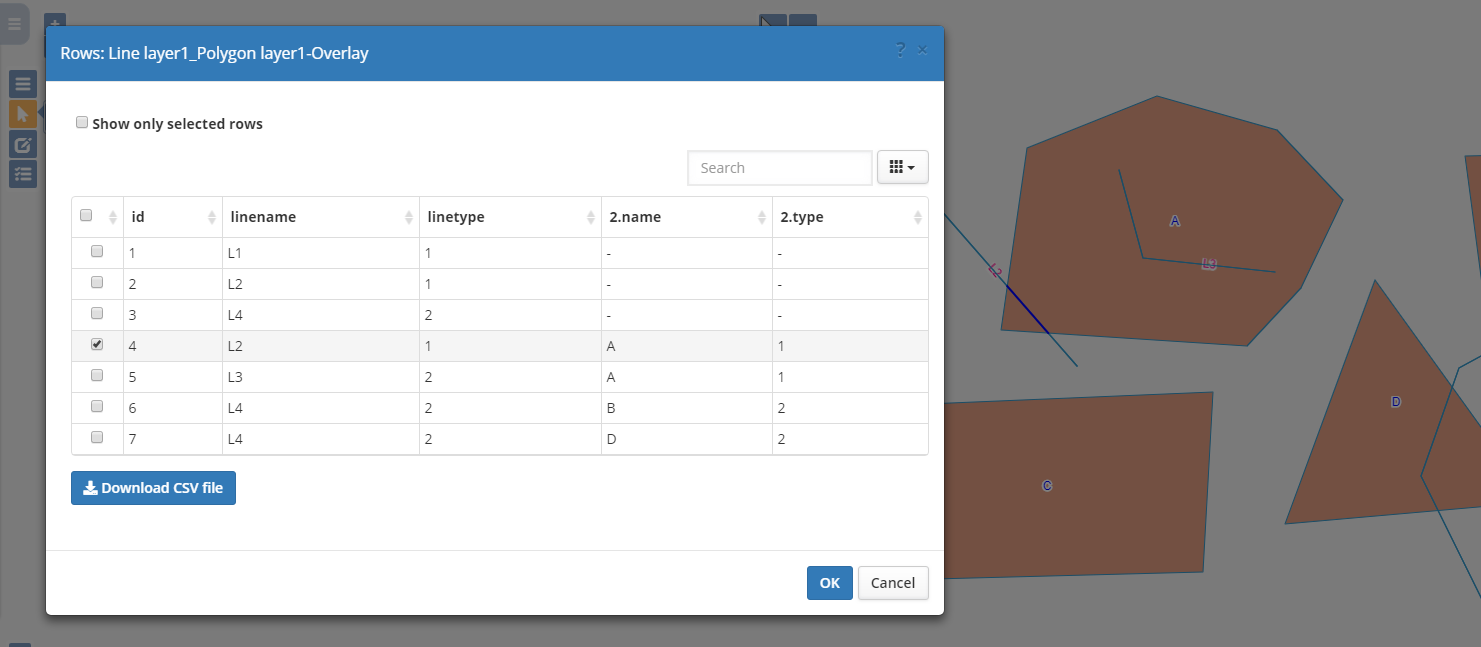 Rows: Line layer1_Polygon layer1-Overlay ? ×
Show only selected rows
Search
id linename linetype 2.name 2.type
1 L1 1 - -
2 L2 1 - -
3 L4 2 - -
4 L2 1 A 1
5 L3 2 A 1
6 L4 2 B 2
7 L4 2 D 2
Download CSV file
OK Cancel
A
L2
L3
D
C